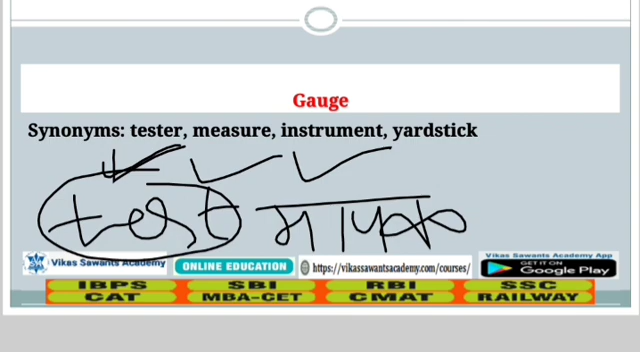 Gauge
Synonyms: tester, measure, instrument, yardstick
test मापक
Vikas Sawants Academy
ONLINE EDUCATION
https://vikassawantsacademy.com/courses/
Vikas Sawants Academy App
GET IT ON
Google Play
IBPS SBI RBI SSC
CAT MBA-CET CMAT RAILWAY